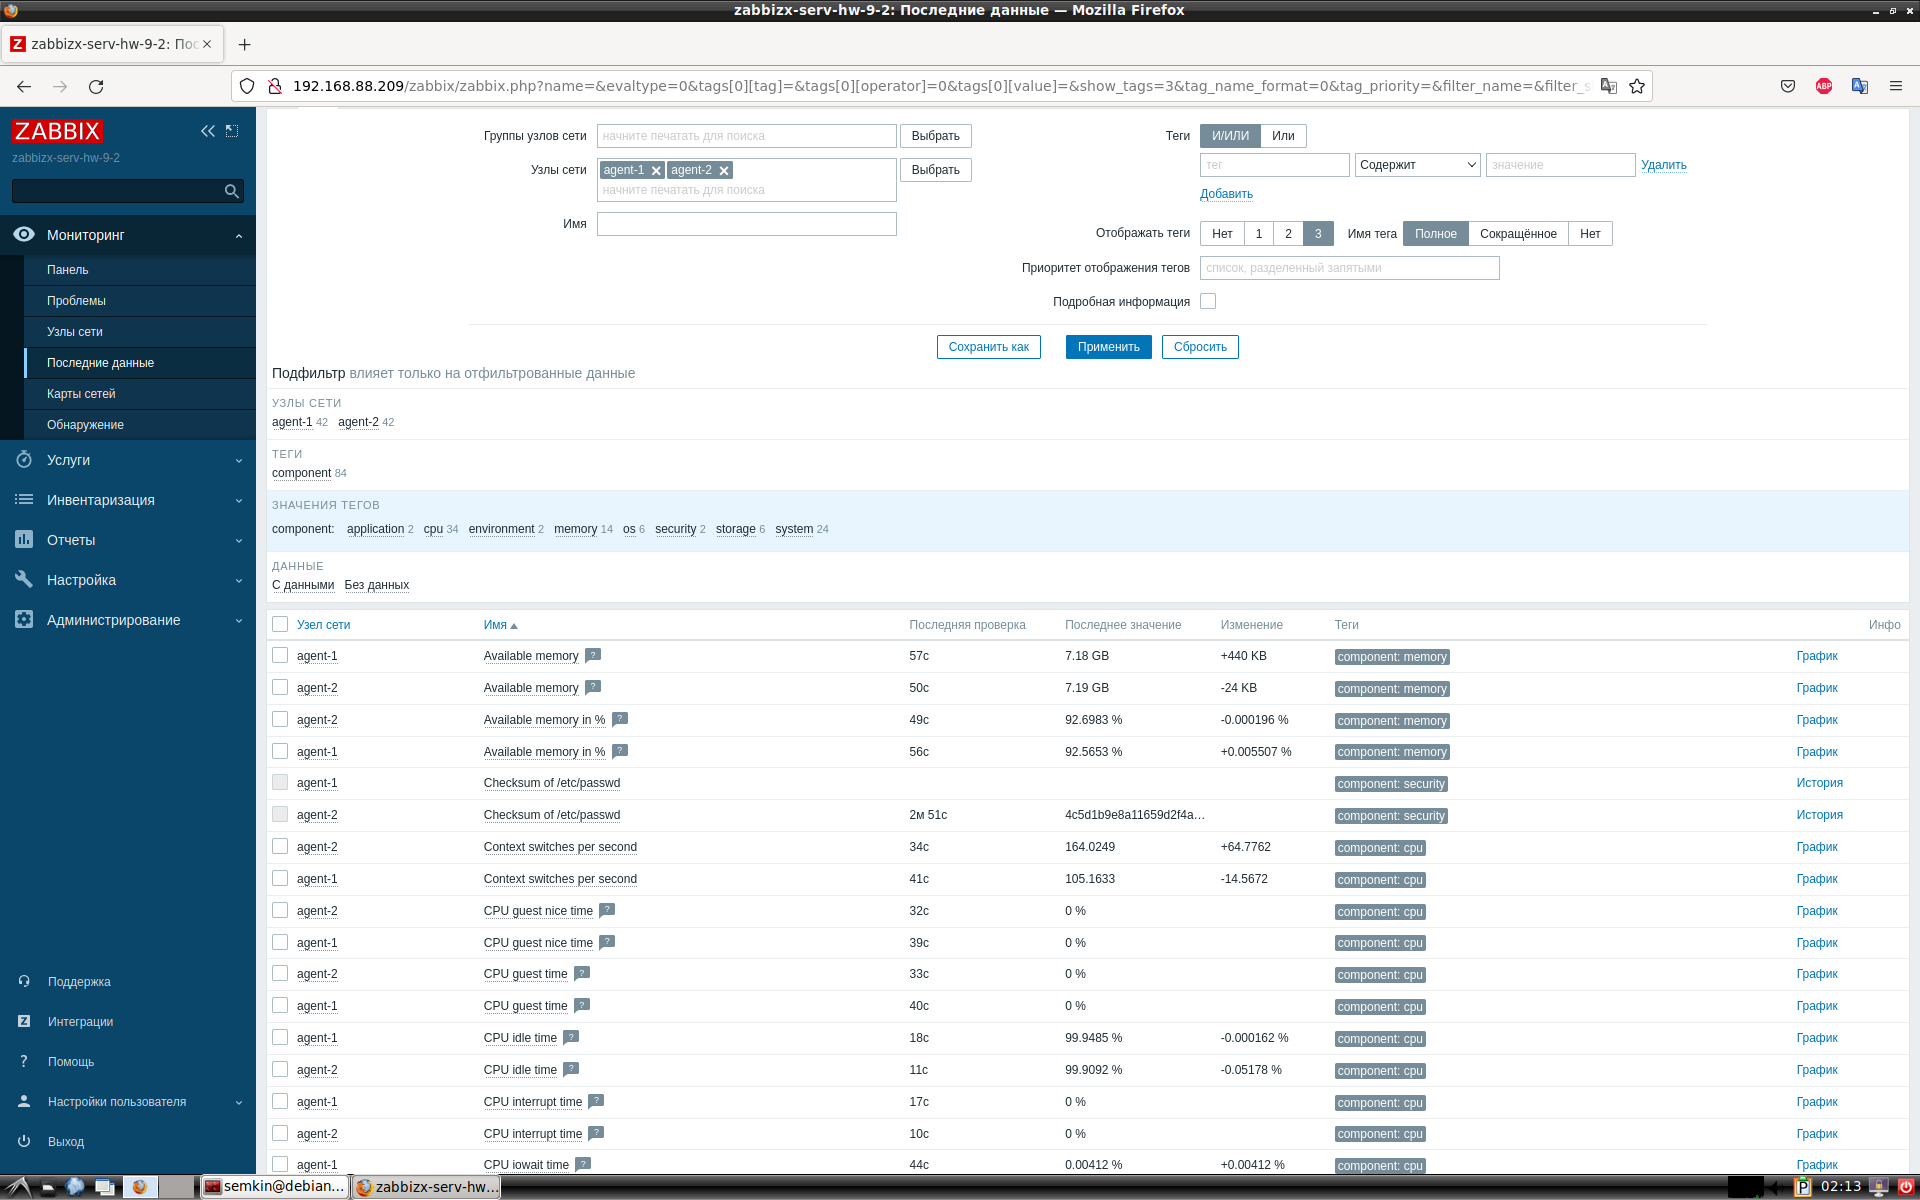 zabbizx-serv-hw-9-2: Последние данные — Mozilla Firefox
zabbizx-serv-hw-9-2: Пос
192.168.88.209/zabbix/zabbix.php?name=&evaltype=0&tags[0][tag]=&tags[0][operator]=0&tags[0][value]=&show_tags=3&tag_name_format=0&tag_priority=&filter_name=&filter_s
ABP
ZABBIX
zabbizx-serv-hw-9-2
Мониторинг
Панель
Проблемы
Узлы сети
Последние данные
Карты сетей
Обнаружение
Услуги
Инвентаризация
Отчеты
Настройка
Администрирование
Поддержка
Интеграции
Помощь
Настройки пользователя
Выход
Группы узлов сети начните печатать для поиска Выбрать
Узлы сети agent-1 agent-2 Выбрать
начните печатать для поиска
Имя
Теги И/ИЛИ Или
тег Содержит значение Удалить
Добавить
Отображать теги Нет 1 2 3 Имя тега Полное Сокращённое Нет
Приоритет отображения тегов список, разделенный запятыми
Подробная информация
Сохранить как Применить Сбросить
Подфильтр влияет только на отфильтрованные данные
УЗЛЫ СЕТИ
agent-1 42 agent-2 42
ТЕГИ
component 84
ЗНАЧЕНИЯ ТЕГОВ
component: application 2 cpu 34 environment 2 memory 14 os 6 security 2 storage 6 system 24
ДАННЫЕ
С данными Без данных
Узел сети Имя Последняя проверка Последнее значение Изменение Теги Инфо
agent-1 Available memory ? 57с 7.18 GB +440 KB component: memory График
agent-2 Available memory ? 50с 7.19 GB -24 KB component: memory График
agent-2 Available memory in % ? 49с 92.6983 % -0.000196 % component: memory График
agent-1 Available memory in % ? 56с 92.5653 % +0.005507 % component: memory График
agent-1 Checksum of /etc/passwd component: security История
agent-2 Checksum of /etc/passwd 2м 51с 4c5d1b9e8a11659d2f4a… component: security История
agent-2 Context switches per second 34с 164.0249 +64.7762 component: cpu График
agent-1 Context switches per second 41с 105.1633 -14.5672 component: cpu График
agent-2 CPU guest nice time ? 32с 0 % component: cpu График
agent-1 CPU guest nice time ? 39с 0 % component: cpu График
agent-2 CPU guest time ? 33с 0 % component: cpu График
agent-1 CPU guest time ? 40с 0 % component: cpu График
agent-1 CPU idle time ? 18с 99.9485 % -0.000162 % component: cpu График
agent-2 CPU idle time ? 11с 99.9092 % -0.05178 % component: cpu График
agent-1 CPU interrupt time ? 17с 0 % component: cpu График
agent-2 CPU interrupt time ? 10с 0 % component: cpu График
agent-1 CPU iowait time ? 44с 0.00412 % +0.00412 % component: cpu График
semkin@debian... zabbizx-serv-hw... 02:13